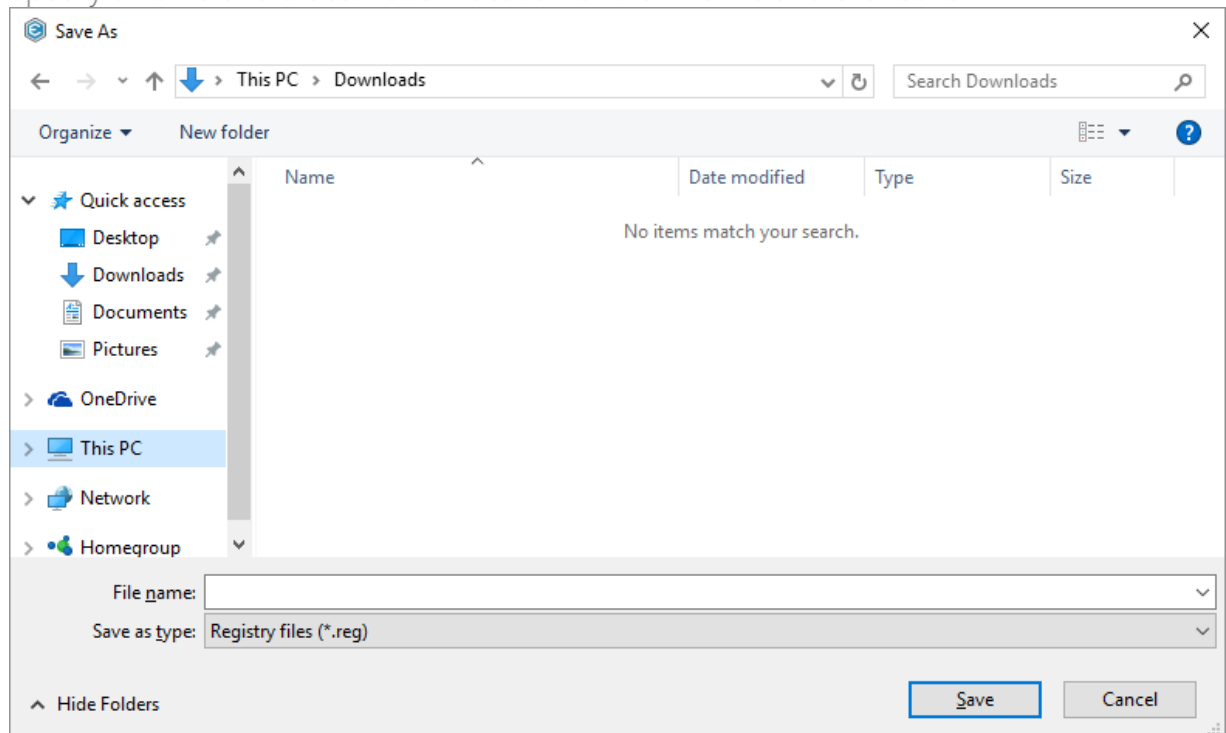 Save As
This PC > Downloads
Search Downloads
Organize
New folder
Name
Date modified
Type
Size
No items match your search.
Quick access
Desktop
Downloads
Documents
Pictures
OneDrive
This PC
Network
Homegroup
File name:
Save as type: Registry files (*.reg)
Hide Folders
Save
Cancel